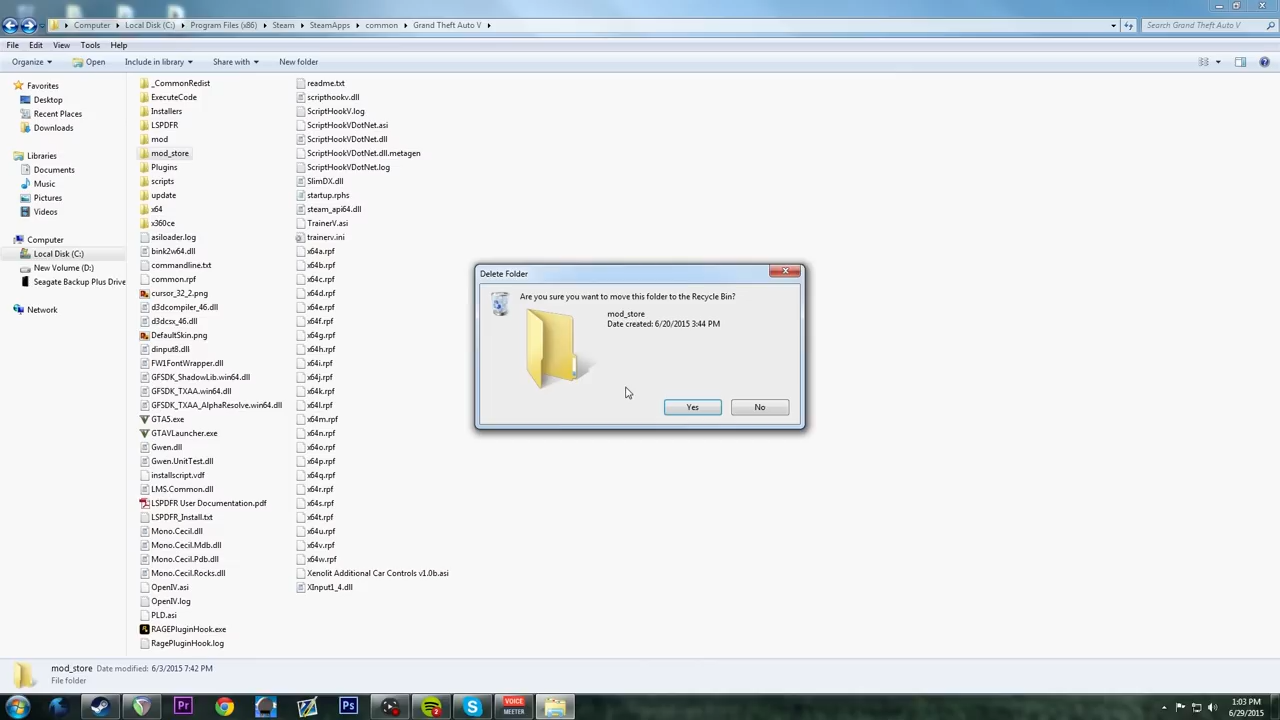 Computer ▸ Local Disk (C:) ▸ Program Files (x86) ▸ Steam ▸ SteamApps ▸ common ▸ Grand Theft Auto V ▸
Search Grand Theft Auto V
File Edit View Tools Help
Organize Open Include in library Share with New folder
Favorites
Desktop
Recent Places
Downloads
Libraries
Documents
Music
Pictures
Videos
Computer
Local Disk (C:)
New Volume (D:)
Seagate Backup Plus Drive
Network
_CommonRedist
ExecuteCode
Installers
LSPDFR
mod
mod_store
Plugins
scripts
update
x64
x360ce
asiloader.log
bink2w64.dll
commandline.txt
common.rpf
cursor_32_2.png
d3dcompiler_46.dll
d3dcsx_46.dll
DefaultSkin.png
dinput8.dll
FW1FontWrapper.dll
GFSDK_ShadowLib.win64.dll
GFSDK_TXAA.win64.dll
GFSDK_TXAA_AlphaResolve.win64.dll
GTA5.exe
GTAVLauncher.exe
Gwen.dll
Gwen.UnitTest.dll
installscript.vdf
LMS.Common.dll
LSPDFR User Documentation.pdf
LSPDFR_Install.txt
Mono.Cecil.dll
Mono.Cecil.Mdb.dll
Mono.Cecil.Pdb.dll
Mono.Cecil.Rocks.dll
OpenIV.asi
OpenIV.log
PLD.asi
RAGEPluginHook.exe
RagePluginHook.log
readme.txt
scripthookv.dll
ScriptHookV.log
ScriptHookVDotNet.asi
ScriptHookVDotNet.dll
ScriptHookVDotNet.dll.metagen
ScriptHookVDotNet.log
SlimDX.dll
startup.rphs
steam_api64.dll
TrainerV.asi
trainerv.ini
x64a.rpf
x64b.rpf
x64c.rpf
x64d.rpf
x64e.rpf
x64f.rpf
x64g.rpf
x64h.rpf
x64i.rpf
x64j.rpf
x64k.rpf
x64l.rpf
x64m.rpf
x64n.rpf
x64o.rpf
x64p.rpf
x64q.rpf
x64r.rpf
x64s.rpf
x64t.rpf
x64u.rpf
x64v.rpf
x64w.rpf
Xenolit Additional Car Controls v1.0b.asi
XInput1_4.dll
Delete Folder
Are you sure you want to move this folder to the Recycle Bin?
mod_store
Date created: 6/20/2015 3:44 PM
Yes No
mod_store Date modified: 6/3/2015 7:42 PM
File folder
Pr
Ps
VOICE
MEETER
1:03 PM
6/29/2015